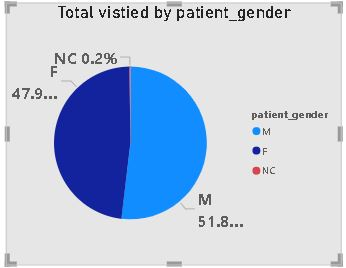 Total vistied by patient_gender
NC 0.2%
F
47.9...
patient_gender
M
F
NC
M
51.8...